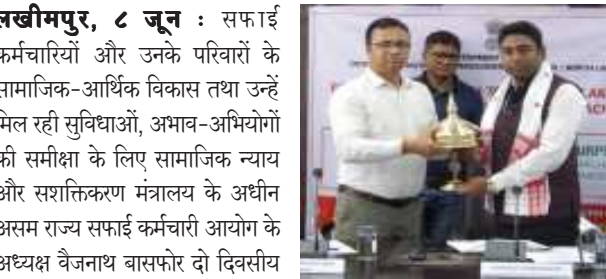 लखीमपुर, ८ जून : सफाई
कर्मचारियों और उनके परिवारों के
सामाजिक-आर्थिक विकास तथा उन्हें
मिल रही सुविधाओं, अभाव-अभियोगों
की समीक्षा के लिए सामाजिक न्याय
और सशक्तिकरण मंत्रालय के अधीन
असम राज्य सफाई कर्मचारी आयोग के
अध्यक्ष वैजनाथ बासफोर दो दिवसीय